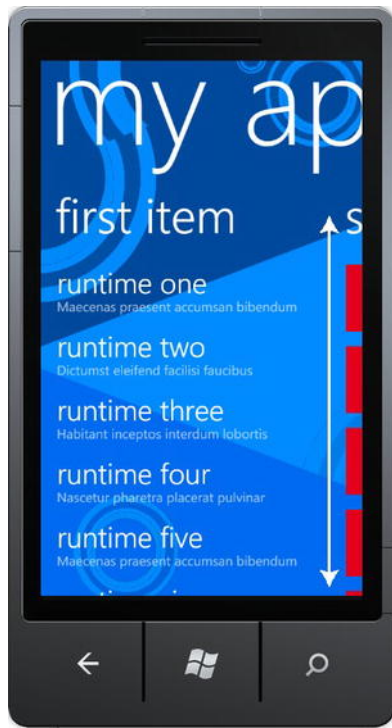 my ap
first item
s
runtime one
Maecenas praesent accumsan bibendum
runtime two
Dictumst eleifend facilisi faucibus
runtime three
Habitant inceptos interdum lobortis
runtime four
Nascetur pharetra placerat pulvinar
runtime five
Maecenas praesent accumsan bibendum